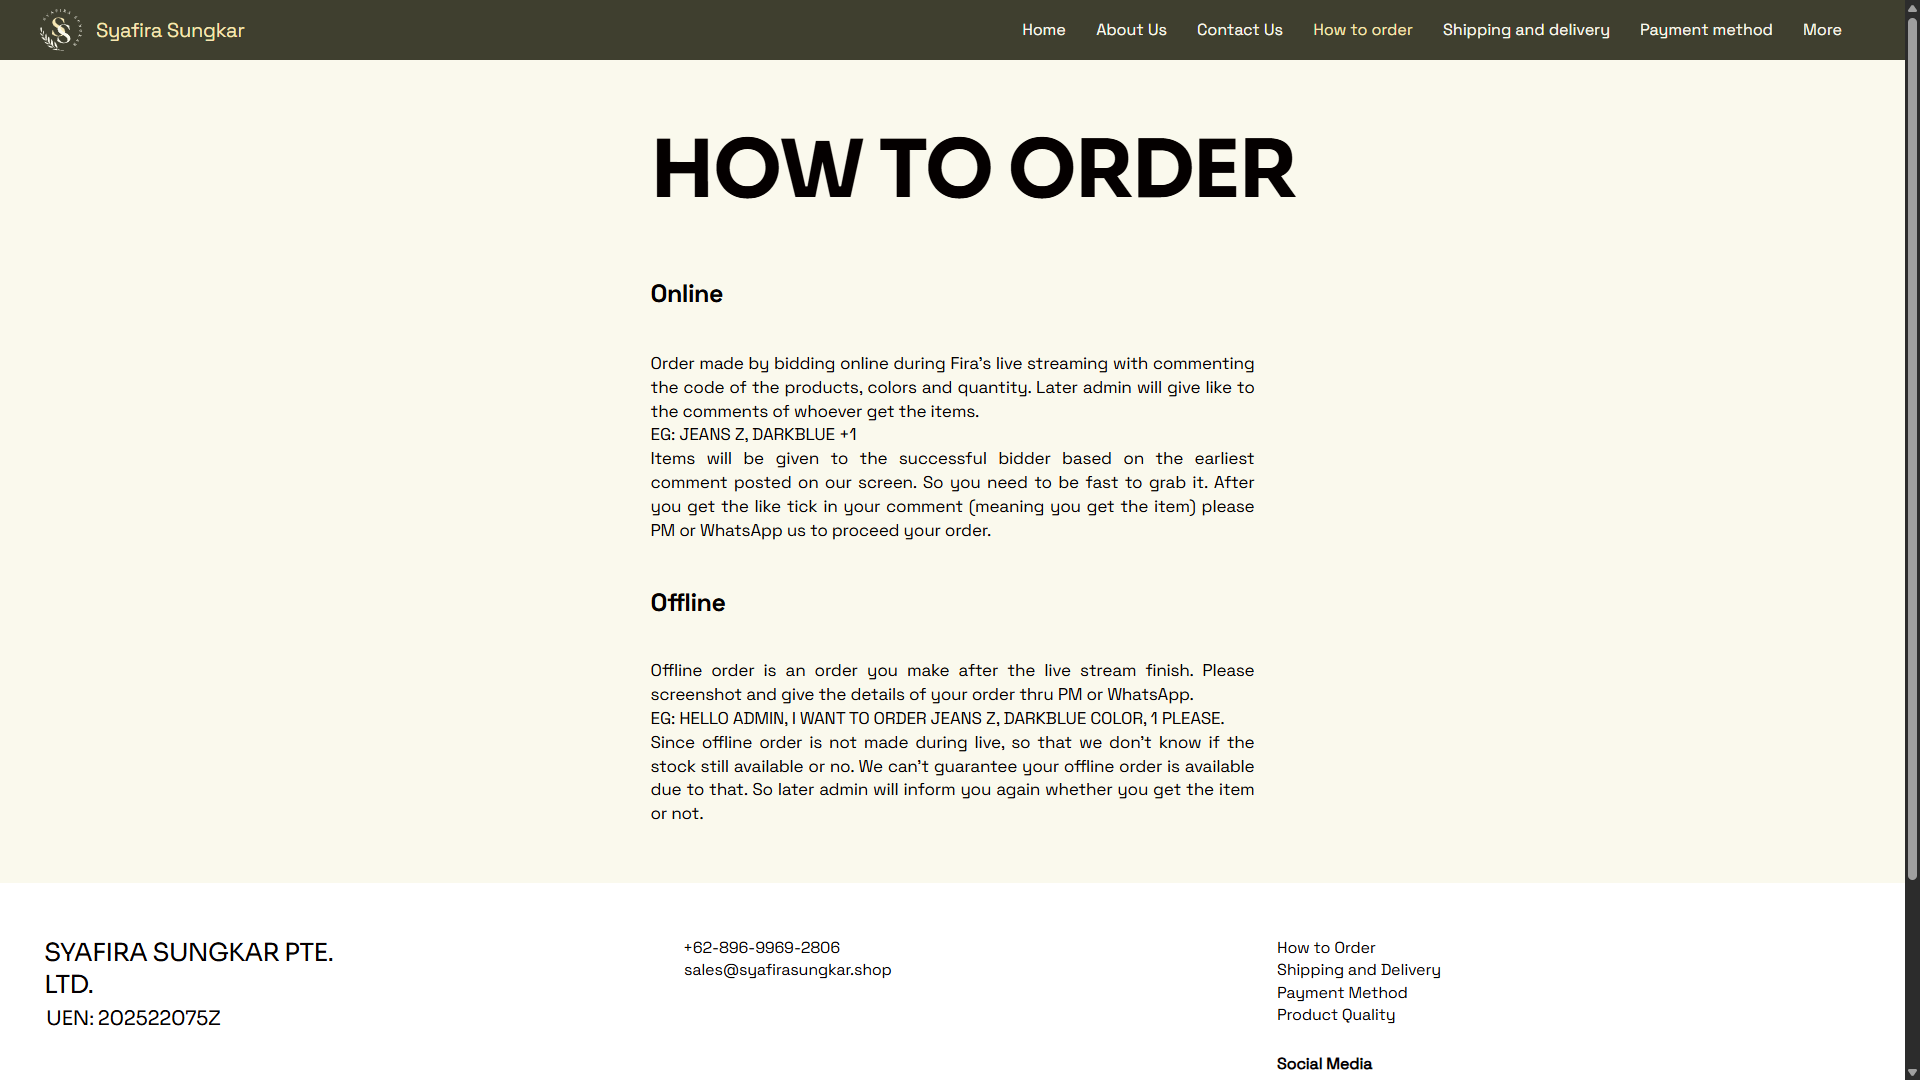 Syafira Sungkar
Home
About Us
Contact Us
How to order
Shipping and delivery
Payment method
More
HOW TO ORDER
Online
Order made by bidding online during Fira's live streaming with commenting
the code of the products, colors and quantity. Later admin will give like to
the comments of whoever get the items.
EG: JEANS Z, DARKBLUE +1
Items will be given to the successful bidder based on the earliest
comment posted on our screen. So you need to be fast to grab it. After
you get the like tick in your comment (meaning you get the item) please
PM or WhatsApp us to proceed your order.
Offline
Offline order is an order you make after the live stream finish. Please
screenshot and give the details of your order thru PM or WhatsApp.
EG: HELLO ADMIN, I WANT TO ORDER JEANS Z, DARKBLUE COLOR, 1 PLEASE.
Since offline order is not made during live, so that we don't know if the
stock still available or no. We can't guarantee your offline order is available
due to that. So later admin will inform you again whether you get the item
or not.
SYAFIRA SUNGKAR PTE.
LTD.
UEN: 202522075Z
+62-896-9969-2806
sales@syafirasungkar.shop
How to Order
Shipping and Delivery
Payment Method
Product Quality
Social Media